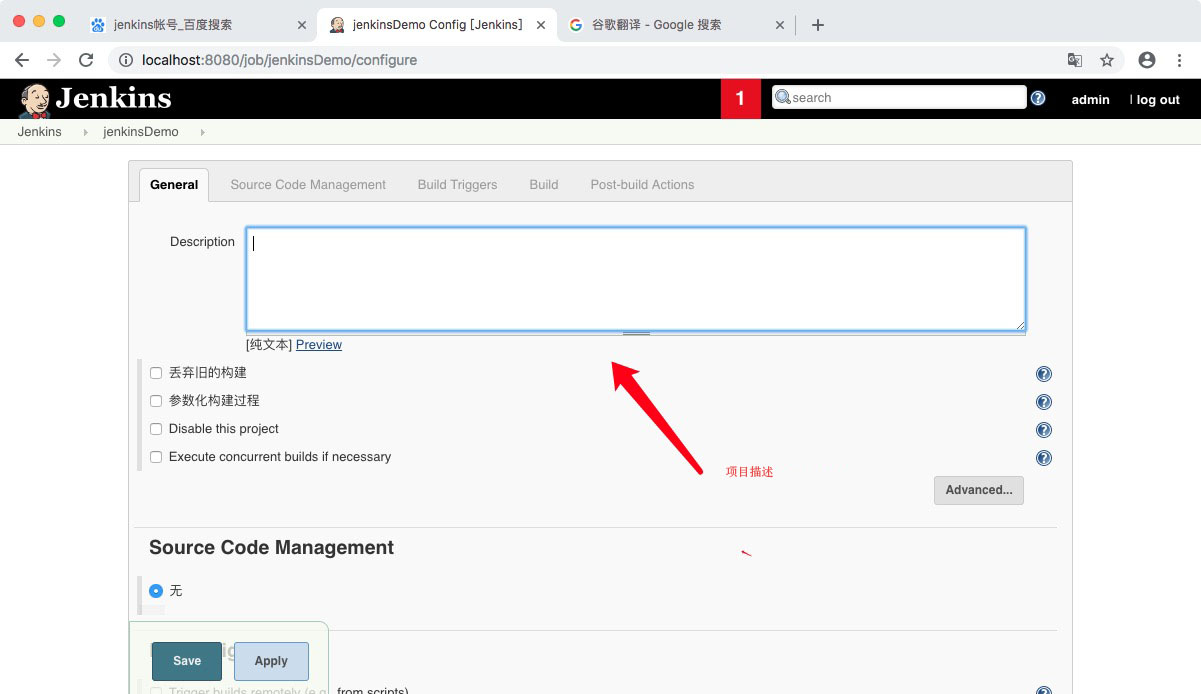 jenkins帐号_百度搜索
jenkinsDemo Config [Jenkins]
谷歌翻译 - Google 搜索
localhost:8080/job/jenkinsDemo/configure
Jenkins
1
search
admin
| log out
Jenkins
jenkinsDemo
General
Source Code Management
Build Triggers
Build
Post-build Actions
Description
[纯文本] Preview
丢弃旧的构建
参数化构建过程
Disable this project
Execute concurrent builds if necessary
项目描述
Advanced...
Source Code Management
无
Save
Apply
Trigger builds remotely (e.g. from scripts)